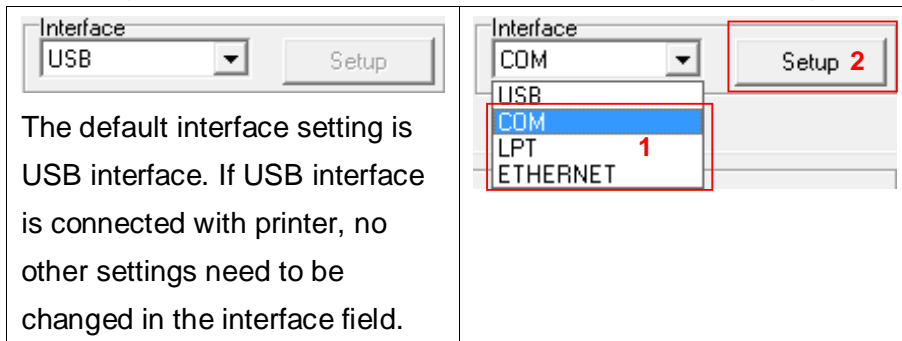 Interface
USB
Setup
The default interface setting is
USB interface. If USB interface
is connected with printer, no
other settings need to be
changed in the interface field.
Interface
COM
Setup 2
USB
COM
LPT 1
ETHERNET